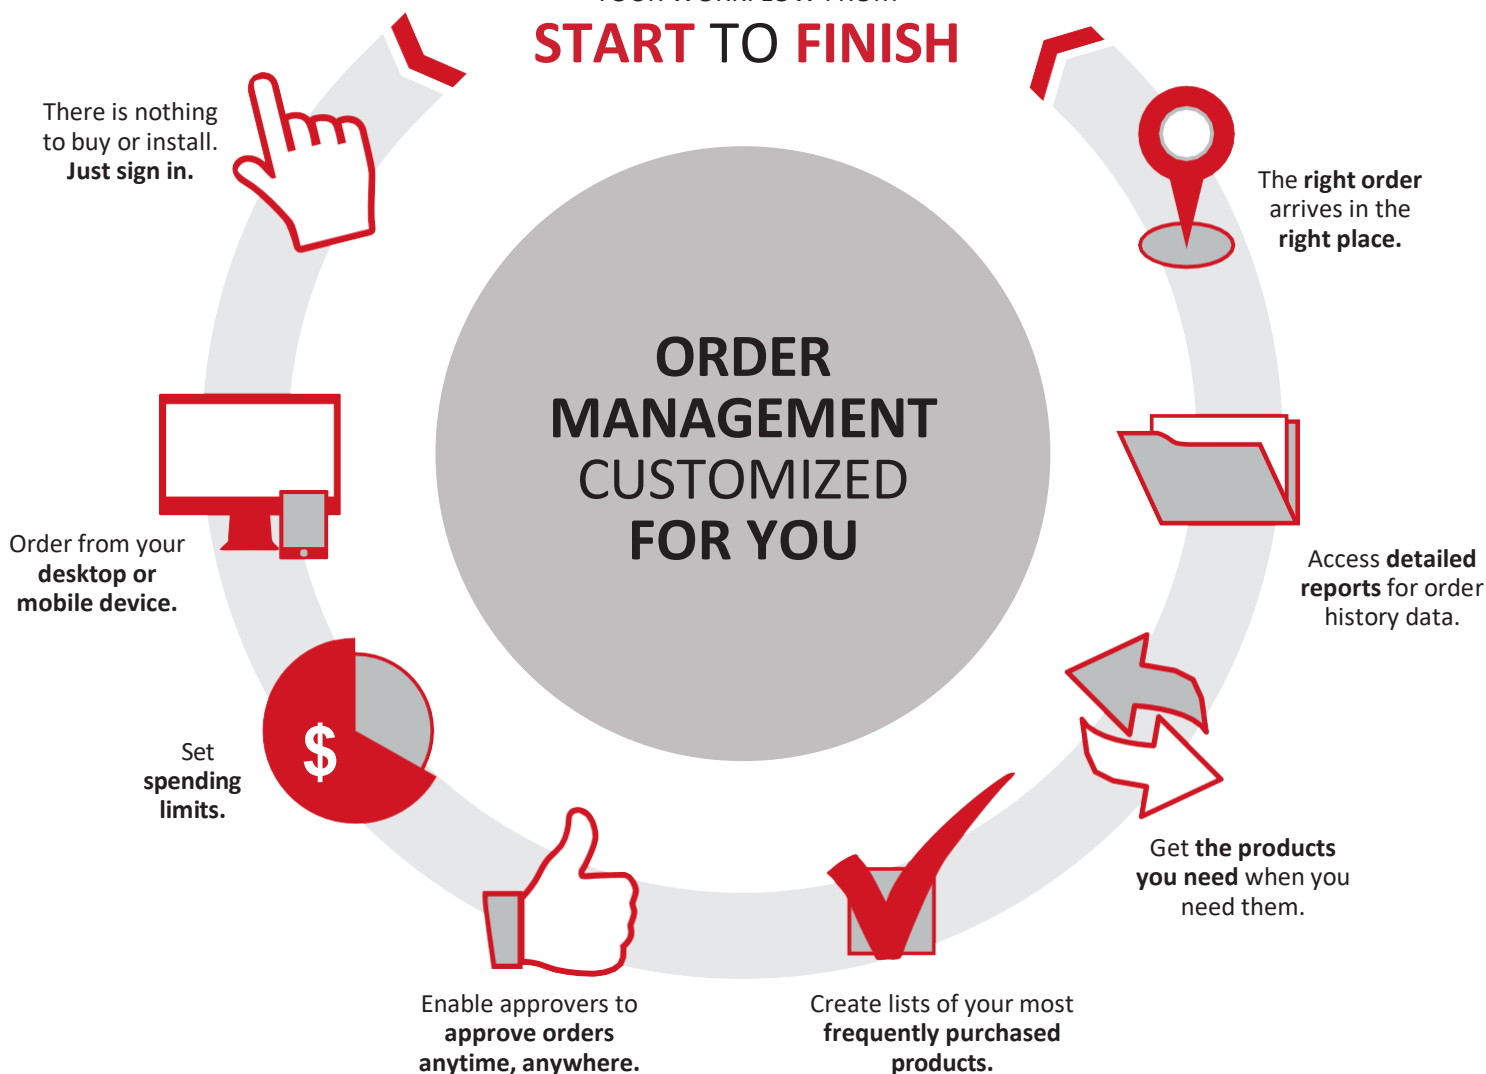 YOUR WORKFLOW FROM
START TO FINISH
There is nothing
to buy or install.
Just sign in.
Order from your
desktop or
mobile device.
Set
spending
limits.
$
Enable approvers to
approve orders
anytime, anywhere.
Create lists of your most
frequently purchased
products.
Get the products
you need when you
need them.
Access detailed
reports for order
history data.
The right order
arrives in the
right place.
ORDER
MANAGEMENT
CUSTOMIZED
FOR YOU